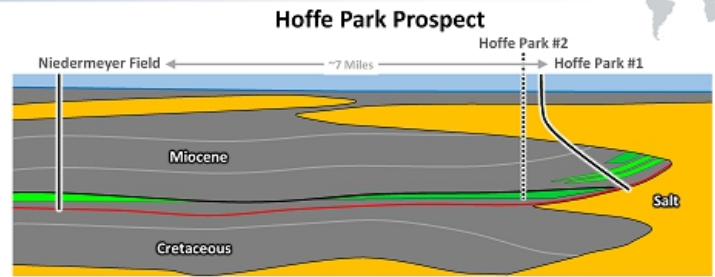 Hoffe Park Prospect
Hoffe Park #2
Niedermeyer Field
~7 Miles
Hoffe Park #1
Miocene
Salt
Cretaceous